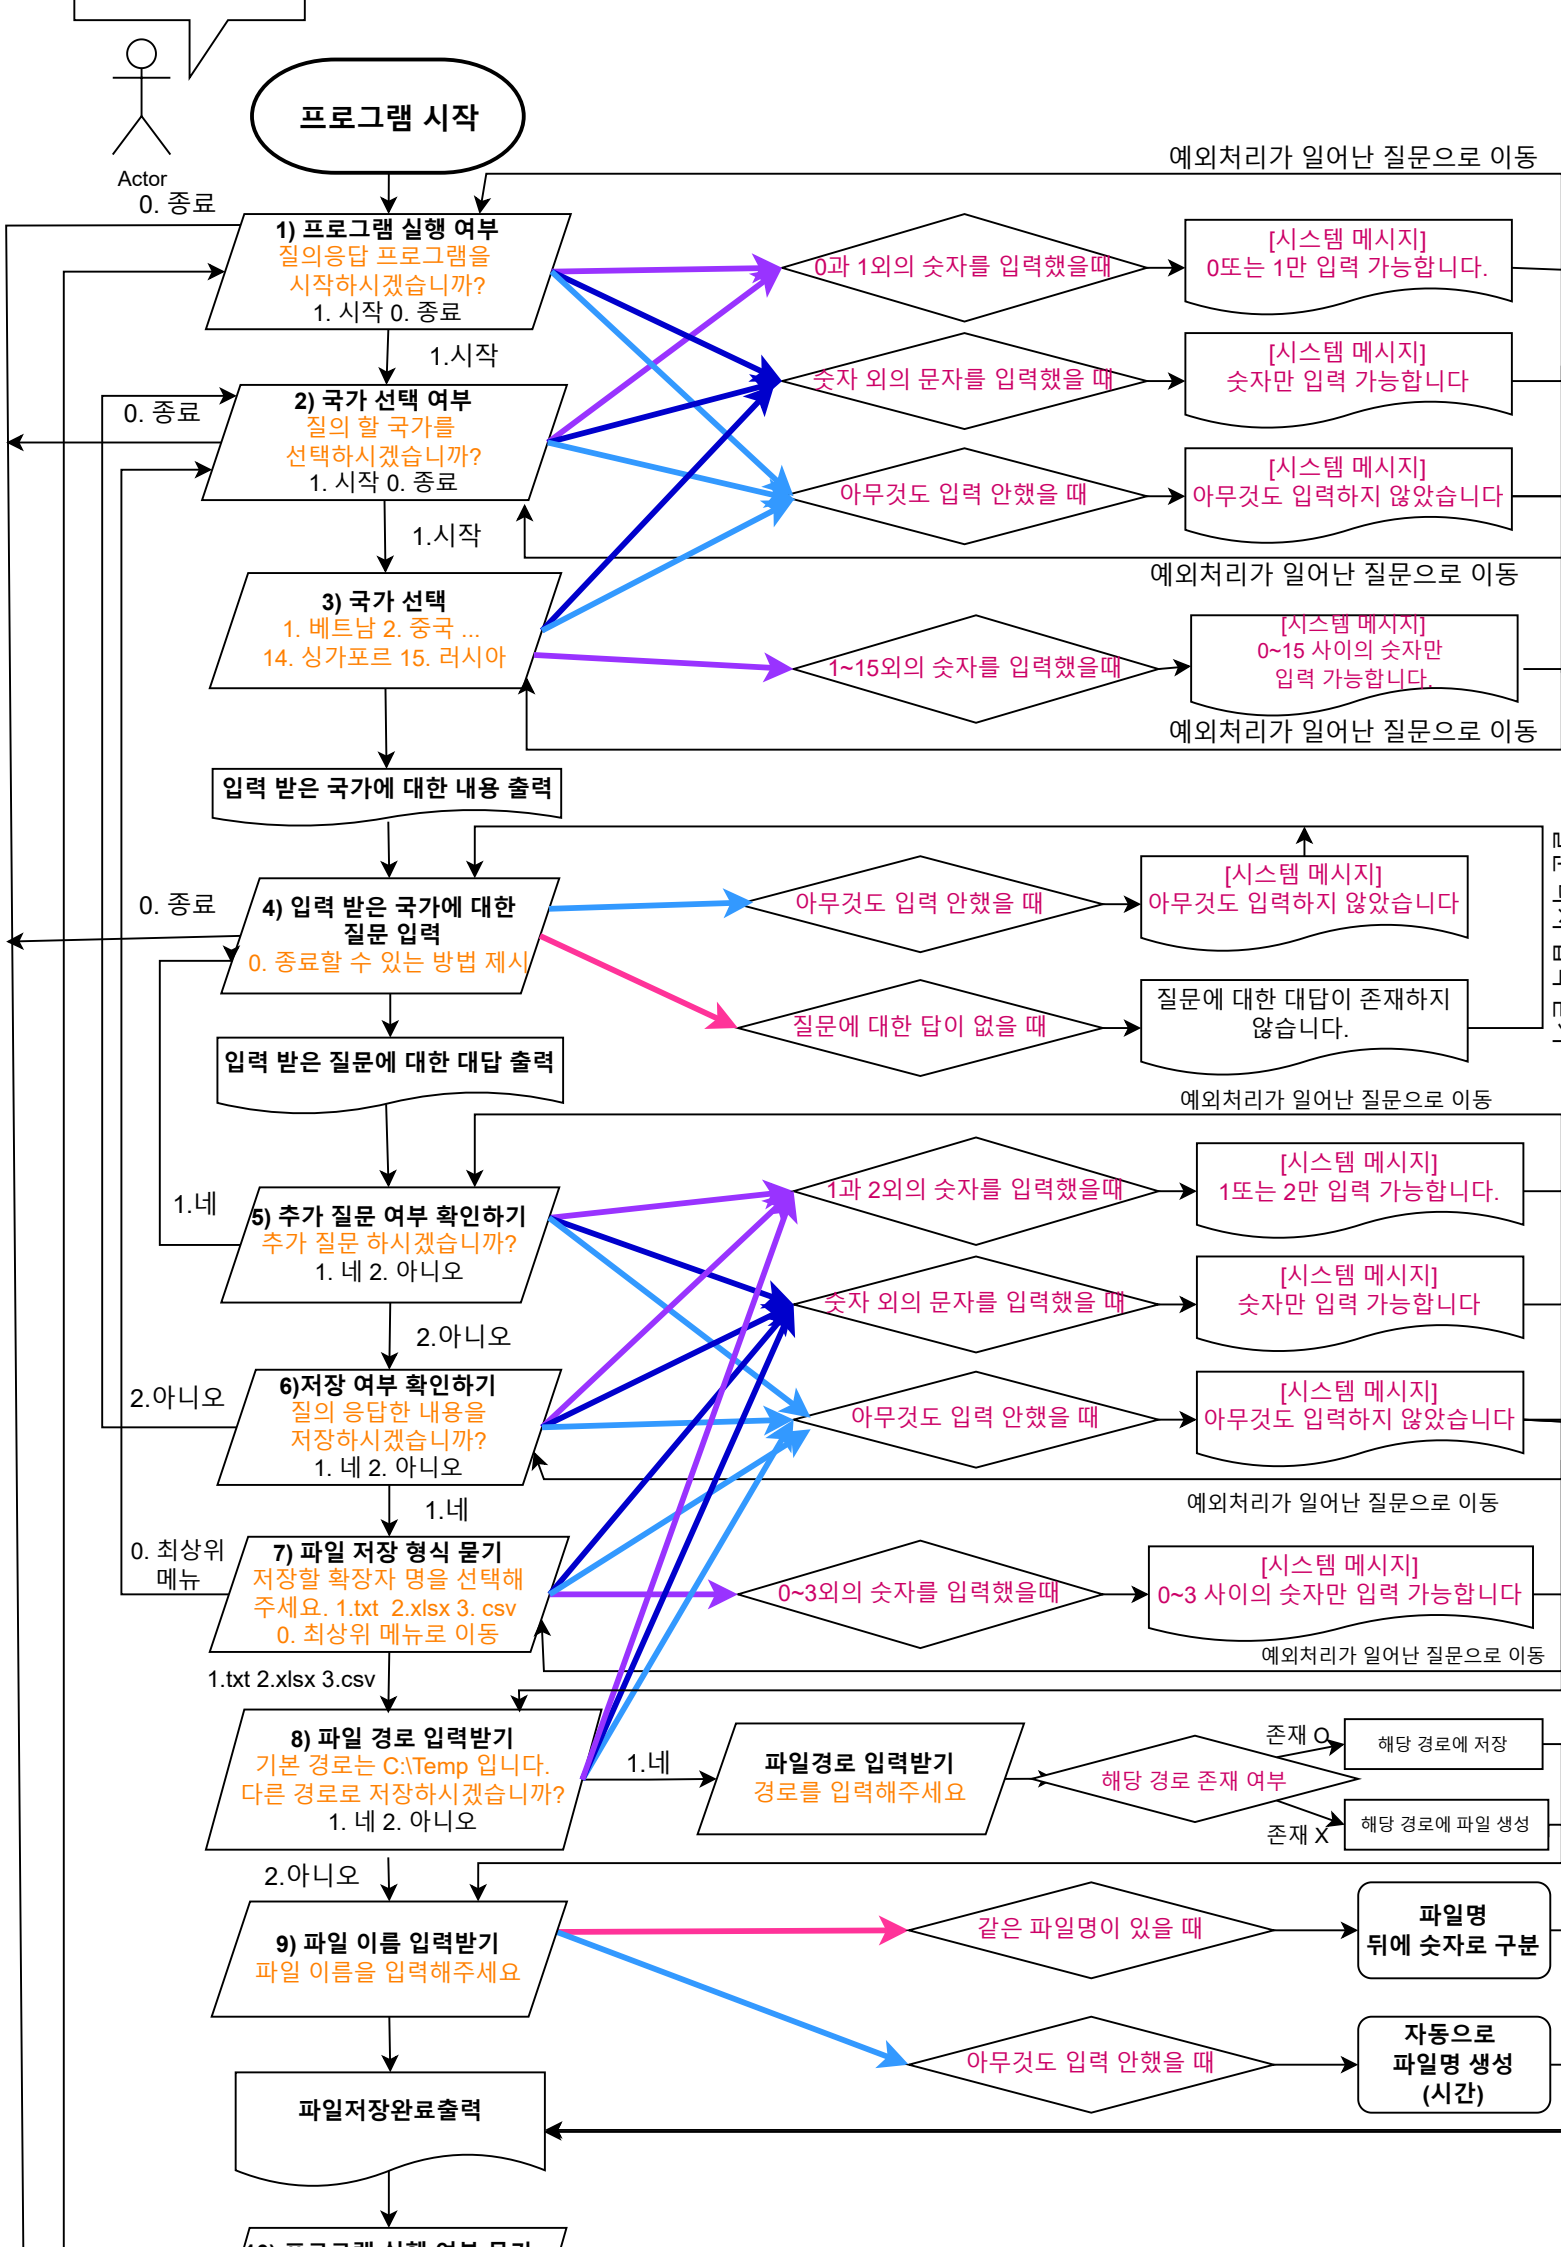 Actor
프로그램 시작
예외처리가 일어난 질문으로 이동
0. 종료
1) 프로그램 실행 여부
질의응답 프로그램을
시작하시겠습니까?
1. 시작 0. 종료
0과 1외의 숫자를 입력했을때
[시스템 메시지]
0또는 1만 입력 가능합니다.
1.시작
숫자 외의 문자를 입력했을 때
[시스템 메시지]
숫자만 입력 가능합니다
0. 종료
2) 국가 선택 여부
질의 할 국가를
선택하시겠습니까?
1. 시작 0. 종료
아무것도 입력 안했을 때
[시스템 메시지]
아무것도 입력하지 않았습니다
1.시작
예외처리가 일어난 질문으로 이동
3) 국가 선택
1. 베트남 2. 중국 ...
14. 싱가포르 15. 러시아
1~15외의 숫자를 입력했을때
[시스템 메시지]
0~15 사이의 숫자만
입력 가능합니다.
예외처리가 일어난 질문으로 이동
입력 받은 국가에 대한 내용 출력
0. 종료
4) 입력 받은 국가에 대한
질문 입력
0. 종료할 수 있는 방법 제시
아무것도 입력 안했을 때
[시스템 메시지]
아무것도 입력하지 않았습니다
질문에 대한 답이 없을 때
질문에 대한 대답이 존재하지
않습니다.
입력 받은 질문에 대한 대답 출력
예외처리가 일어난 질문으로 이동
1.네
5) 추가 질문 여부 확인하기
추가 질문 하시겠습니까?
1. 네 2. 아니오
1과 2외의 숫자를 입력했을때
[시스템 메시지]
1또는 2만 입력 가능합니다.
2.아니오
숫자 외의 문자를 입력했을 때
[시스템 메시지]
숫자만 입력 가능합니다
2.아니오
6)저장 여부 확인하기
질의 응답한 내용을
저장하시겠습니까?
1. 네 2. 아니오
아무것도 입력 안했을 때
[시스템 메시지]
아무것도 입력하지 않았습니다
1.네
예외처리가 일어난 질문으로 이동
0. 최상위
메뉴
7) 파일 저장 형식 묻기
저장할 확장자 명을 선택해
주세요. 1.txt 2.xlsx 3. csv
0. 최상위 메뉴로 이동
0~3외의 숫자를 입력했을때
[시스템 메시지]
0~3 사이의 숫자만 입력 가능합니다
예외처리가 일어난 질문으로 이동
1.txt 2.xlsx 3.csv
8) 파일 경로 입력받기
기본 경로는 C:\Temp 입니다.
다른 경로로 저장하시겠습니까?
1. 네 2. 아니오
1.네
파일경로 입력받기
경로를 입력해주세요
해당 경로 존재 여부
존재 O
해당 경로에 저장
존재 X
해당 경로에 파일 생성
2.아니오
9) 파일 이름 입력받기
파일 이름을 입력해주세요
같은 파일명이 있을 때
파일명
뒤에 숫자로 구분
아무것도 입력 안했을 때
자동으로
파일명 생성
(시간)
파일저장완료출력